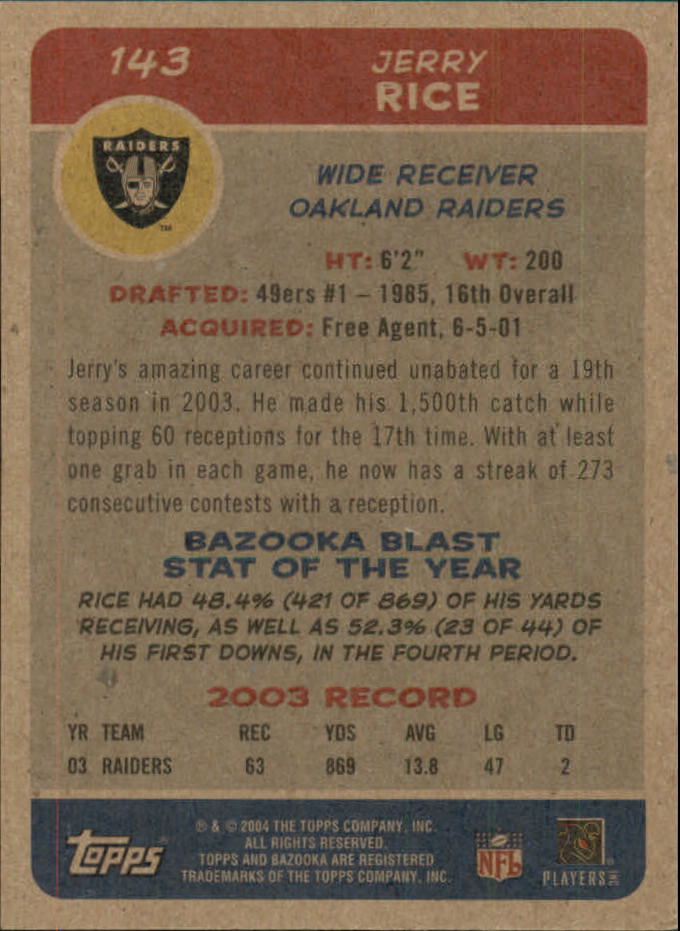 143
JERRY
RICE
RAIDERS
TM
WIDE RECEIVER
OAKLAND RAIDERS
HT: 6'2" WT: 200
DRAFTED: 49ers #1 – 1985, 16th Overall
ACQUIRED: Free Agent, 6-5-01
Jerry's amazing career continued unabated for a 19th
season in 2003. He made his 1,500th catch while
topping 60 receptions for the 17th time. With at least
one grab in each game, he now has a streak of 273
consecutive contests with a reception.
BAZOOKA BLAST
STAT OF THE YEAR
RICE HAD 48.4% (421 OF 869) OF HIS YARDS
RECEIVING, AS WELL AS 52.3% (23 OF 44) OF
HIS FIRST DOWNS, IN THE FOURTH PERIOD.
2003 RECORD
YR TEAM REC YDS AVG LG TD
03 RAIDERS 63 869 13.8 47 2
topps®
℗ & © 2004 THE TOPPS COMPANY, INC.
ALL RIGHTS RESERVED.
TOPPS AND BAZOOKA ARE REGISTERED
TRADEMARKS OF THE TOPPS COMPANY, INC.
NFL
PLAYERS INC